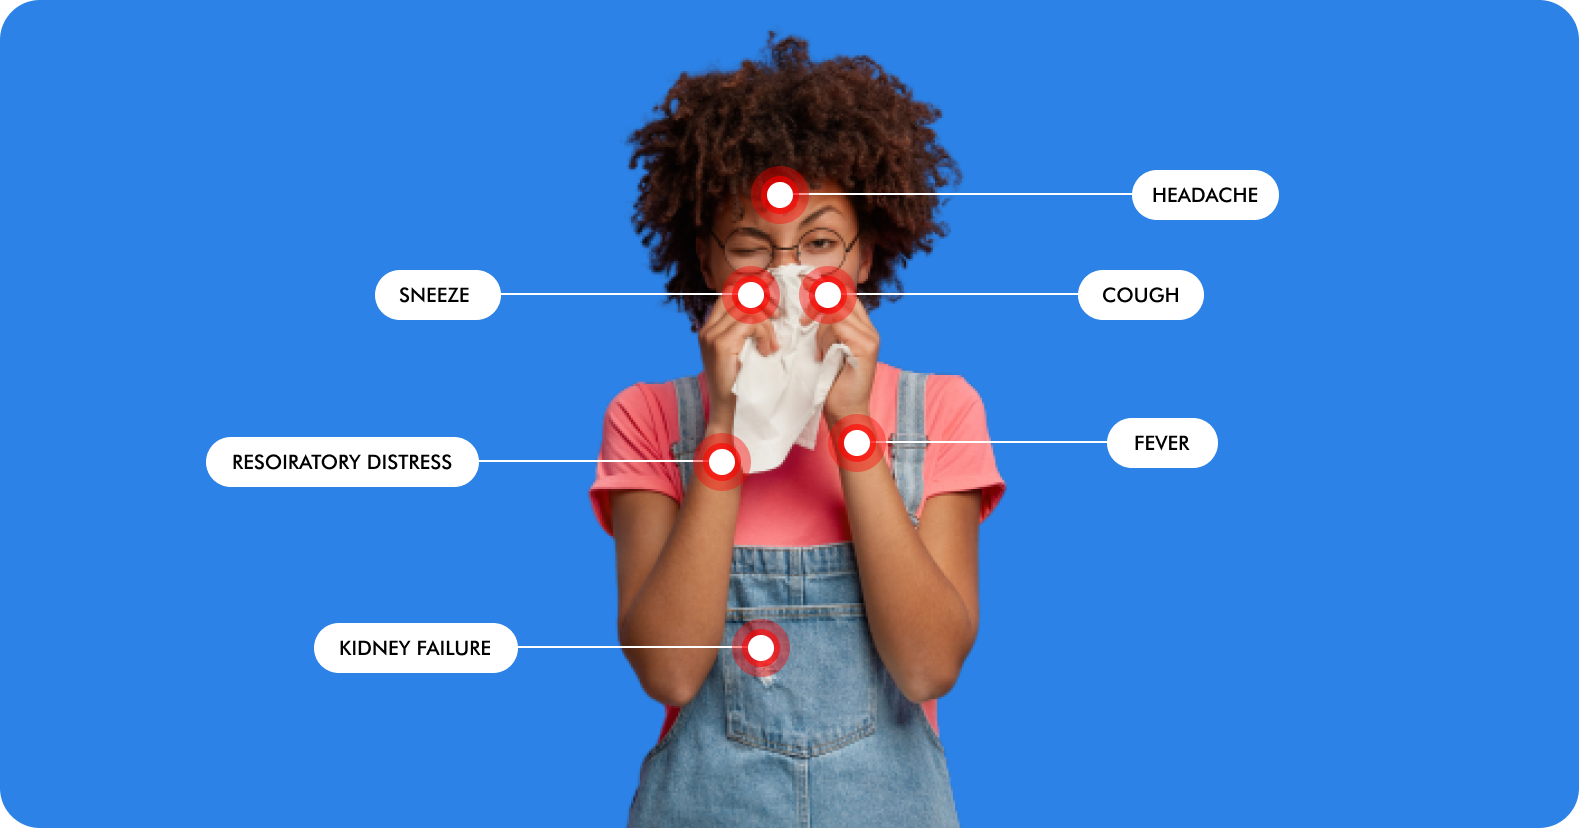 HEADACHE
SNEEZE
COUGH
FEVER
RESOIRATORY DISTRESS
KIDNEY FAILURE